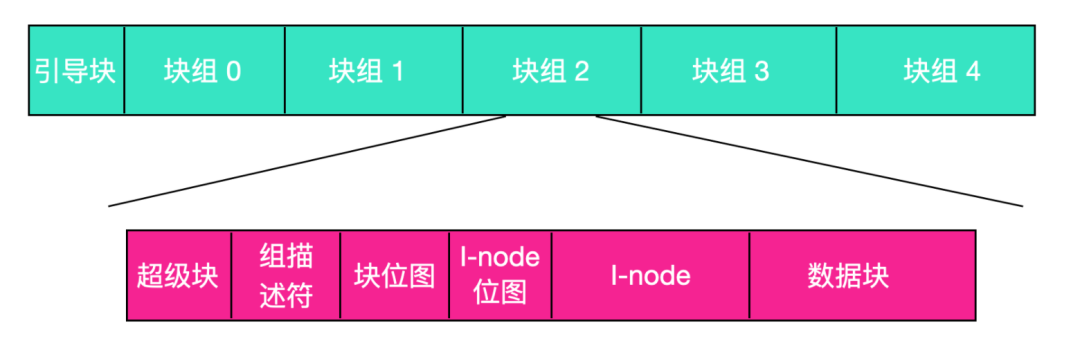 引导块
块组 0
块组 1
块组 2
块组 3
块组 4
超级块
组描
述符
块位图
I-node
位图
I-node
数据块